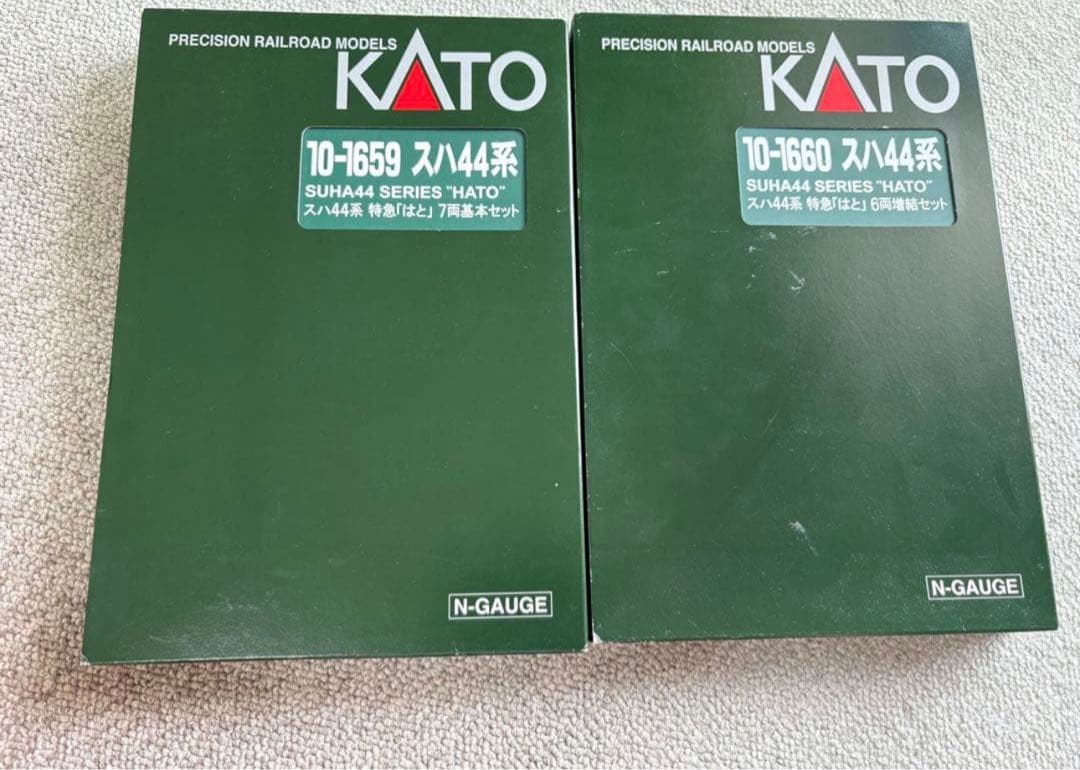 PRECISION RAILROAD MODELS
KATO
10-1659 スハ44系
SUHA44 SERIES "HATO"
スハ44系 特急「はと」 7両基本セット
N-GAUGE
PRECISION RAILROAD MODELS
KATO
10-1660 スハ44系
SUHA44 SERIES "HATO"
スハ44系 特急「はと」 6両増結セット
N-GAUGE